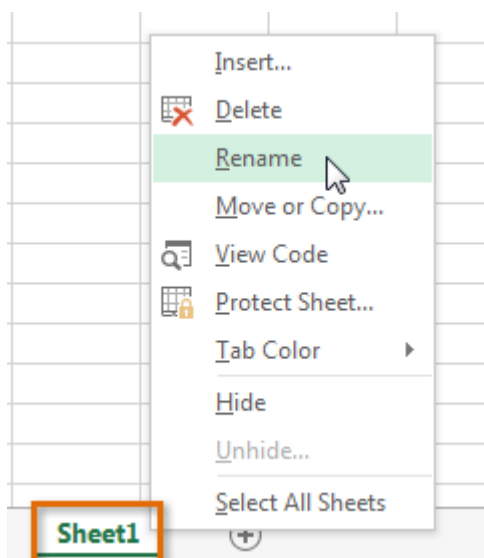 Insert...
Delete
Rename
Move or Copy...
View Code
Protect Sheet...
Tab Color
Hide
Unhide...
Select All Sheets
Sheet1